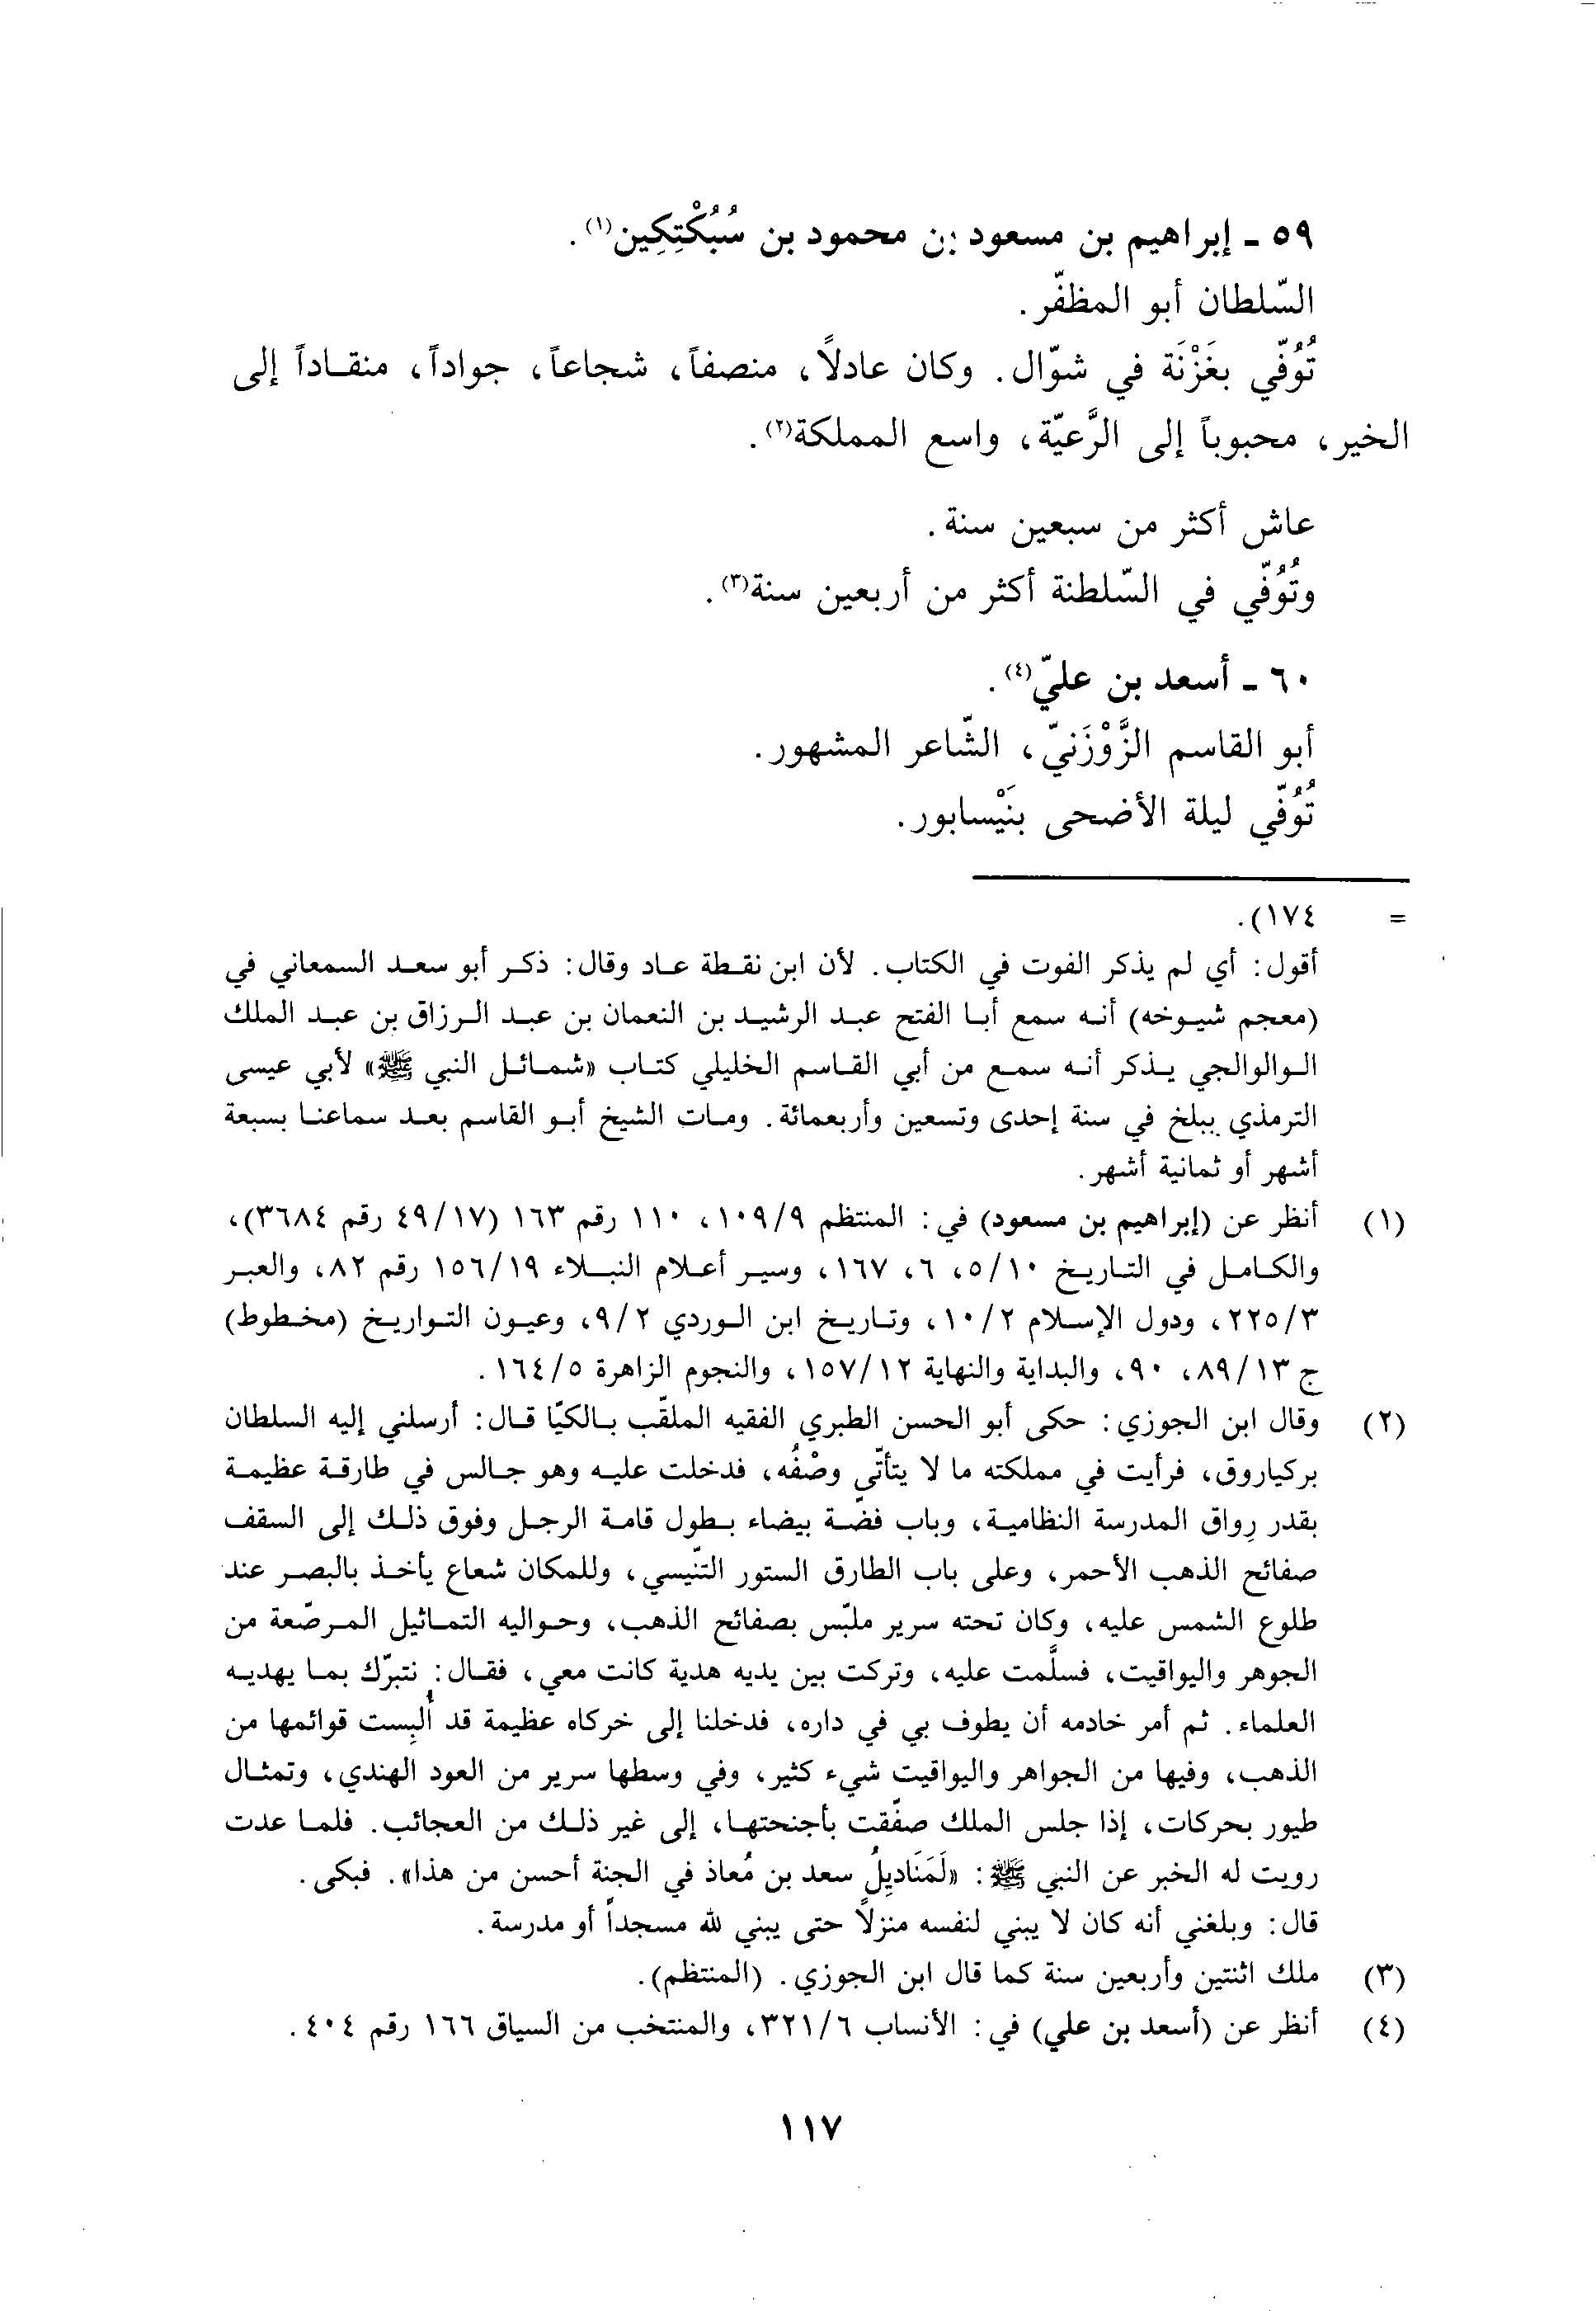 ٥٩ - إبراهيم بن مسعود بن محمود بن سُبُكْتِكِين(١).
السّلطان أبو المظفّر.
تُوُفّي بغَزْنَة في شوّال. وكان عادلاً، منصفاً، شجاعاً، جواداً، منقاداً إلى
الخير، محبوباً إلى الرَّعيّة، واسع المملكة(٢).
عاش أكثر من سبعين سنة.
وتُوُفّي في السّلطنة أكثر من أربعين سنة(٣).
٦٠ - أسعد بن عليّ(٤).
أبو القاسم الزَّوْزَنيّ، الشّاعر المشهور.
تُوُفّي ليلة الأضحى بنَيْسابور.
= ١٧٤).
أقول: أي لم يذكر الفوت في الكتاب. لأن ابن نقطة عاد وقال: ذكر أبو سعد السمعاني في
(معجم شيوخه) أنه سمع أبا الفتح عبد الرشيد بن النعمان بن عبد الرزاق بن عبد الملك
الوالوالجي يذكر أنه سمع من أبي القاسم الخليلي كتاب «شمائل النبي ﷺ» لأبي عيسى
الترمذي ببلخ في سنة إحدى وتسعين وأربعمائة. ومات الشيخ أبو القاسم بعد سماعنا بسبعة
أشهر أو ثمانية أشهر.
(١) أنظر عن (إبراهيم بن مسعود) في: المنتظم ١٠٩/٩، ١١٠ رقم ١٦٣ (٤٩/١٧ رقم ٣٦٨٤)،
والكامل في التاريخ ٥/١٠، ٦، ١٦٧، وسير أعلام النبلاء ١٥٦/١٩ رقم ٨٢، والعبر
٢٢٥/٣، ودول الإسلام ١٠/٢، وتاريخ ابن الوردي ٩/٢، وعيون التواريخ (مخطوط)
ج ٨٩/١٣، ٩٠، والبداية والنهاية ١٥٧/١٢، والنجوم الزاهرة ١٦٤/٥.
(٢) وقال ابن الجوزي: حكى أبو الحسن الطبري الفقيه الملقّب بالكيّا قال: أرسلني إليه السلطان
بركياروق، فرأيت في مملكته ما لا يتأتّى وصْفُه، فدخلت عليه وهو جالس في طارقة عظيمة
بقدر رِواق المدرسة النظامية، وباب فضّة بيضاء بطول قامة الرجل وفوق ذلك إلى السقف
صفائح الذهب الأحمر، وعلى باب الطارق الستور التنّيسي، وللمكان شعاع يأخذ بالبصر عند
طلوع الشمس عليه، وكان تحته سرير ملبّس بصفائح الذهب، وحواليه التماثيل المرصّعة من
الجوهر واليواقيت، فسلَّمت عليه، وتركت بين يديه هدية كانت معي، فقال: نتبرّك بما يهديه
العلماء. ثم أمر خادمه أن يطوف بي في داره، فدخلنا إلى خركاه عظيمة قد أُلبِست قوائمها من
الذهب، وفيها من الجواهر واليواقيت شيء كثير، وفي وسطها سرير من العود الهندي، وتمثال
طيور بحركات، إذا جلس الملك صفّقت بأجنحتها، إلى غير ذلك من العجائب. فلما عدت
رويت له الخبر عن النبي ﷺ: «لَمَنَادِيلُ سعد بن مُعاذ في الجنة أحسن من هذا». فبكى.
قال: وبلغني أنه كان لا يبني لنفسه منزلاً حتى يبني لله مسجداً أو مدرسة.
(٣) ملك اثنتين وأربعين سنة كما قال ابن الجوزي. (المنتظم).
(٤) أنظر عن (أسعد بن علي) في: الأنساب ٣٢١/٦، والمنتخب من السياق ١٦٦ رقم ٤٠٤.
١١٧